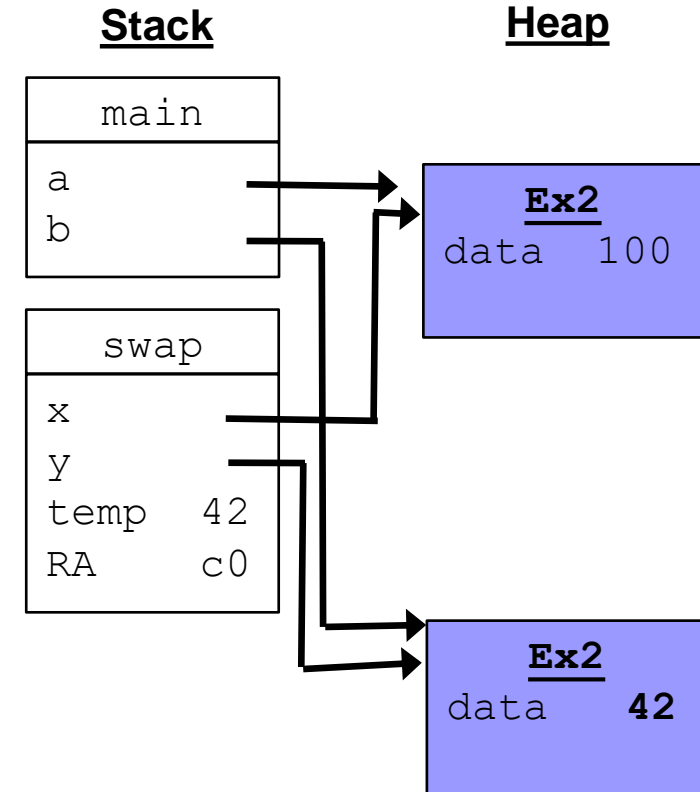 Stack
Heap
main
a
b
swap
x
y
temp 42
RA c0
Ex2
data 100
Ex2
data 42